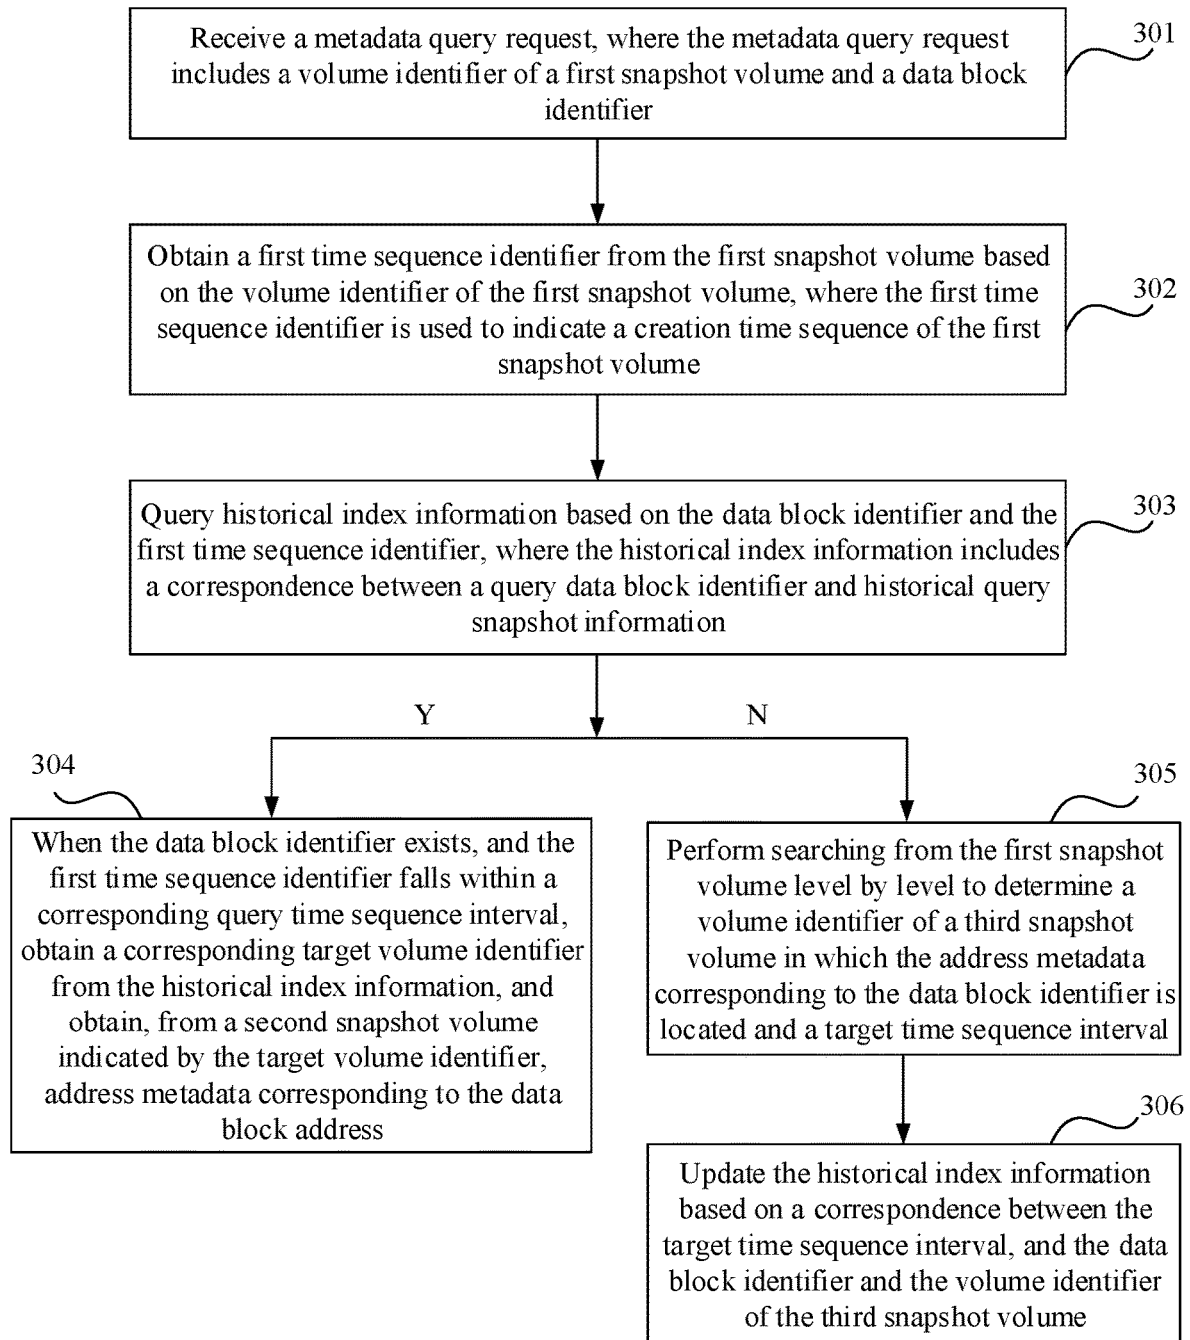 Receive a metadata query request, where the metadata query request
includes a volume identifier of a first snapshot volume and a data block
identifier
301
Obtain a first time sequence identifier from the first snapshot volume based
on the volume identifier of the first snapshot volume, where the first time
sequence identifier is used to indicate a creation time sequence of the first
snapshot volume
302
Query historical index information based on the data block identifier and the
first time sequence identifier, where the historical index information includes
a correspondence between a query data block identifier and historical query
snapshot information
303
Y
N
304
When the data block identifier exists, and the
first time sequence identifier falls within a
corresponding query time sequence interval,
obtain a corresponding target volume identifier
from the historical index information, and
obtain, from a second snapshot volume
indicated by the target volume identifier,
address metadata corresponding to the data
block address
305
Perform searching from the first snapshot
volume level by level to determine a
volume identifier of a third snapshot
volume in which the address metadata
corresponding to the data block identifier is
located and a target time sequence interval
306
Update the historical index information
based on a correspondence between the
target time sequence interval, and the data
block identifier and the volume identifier
of the third snapshot volume